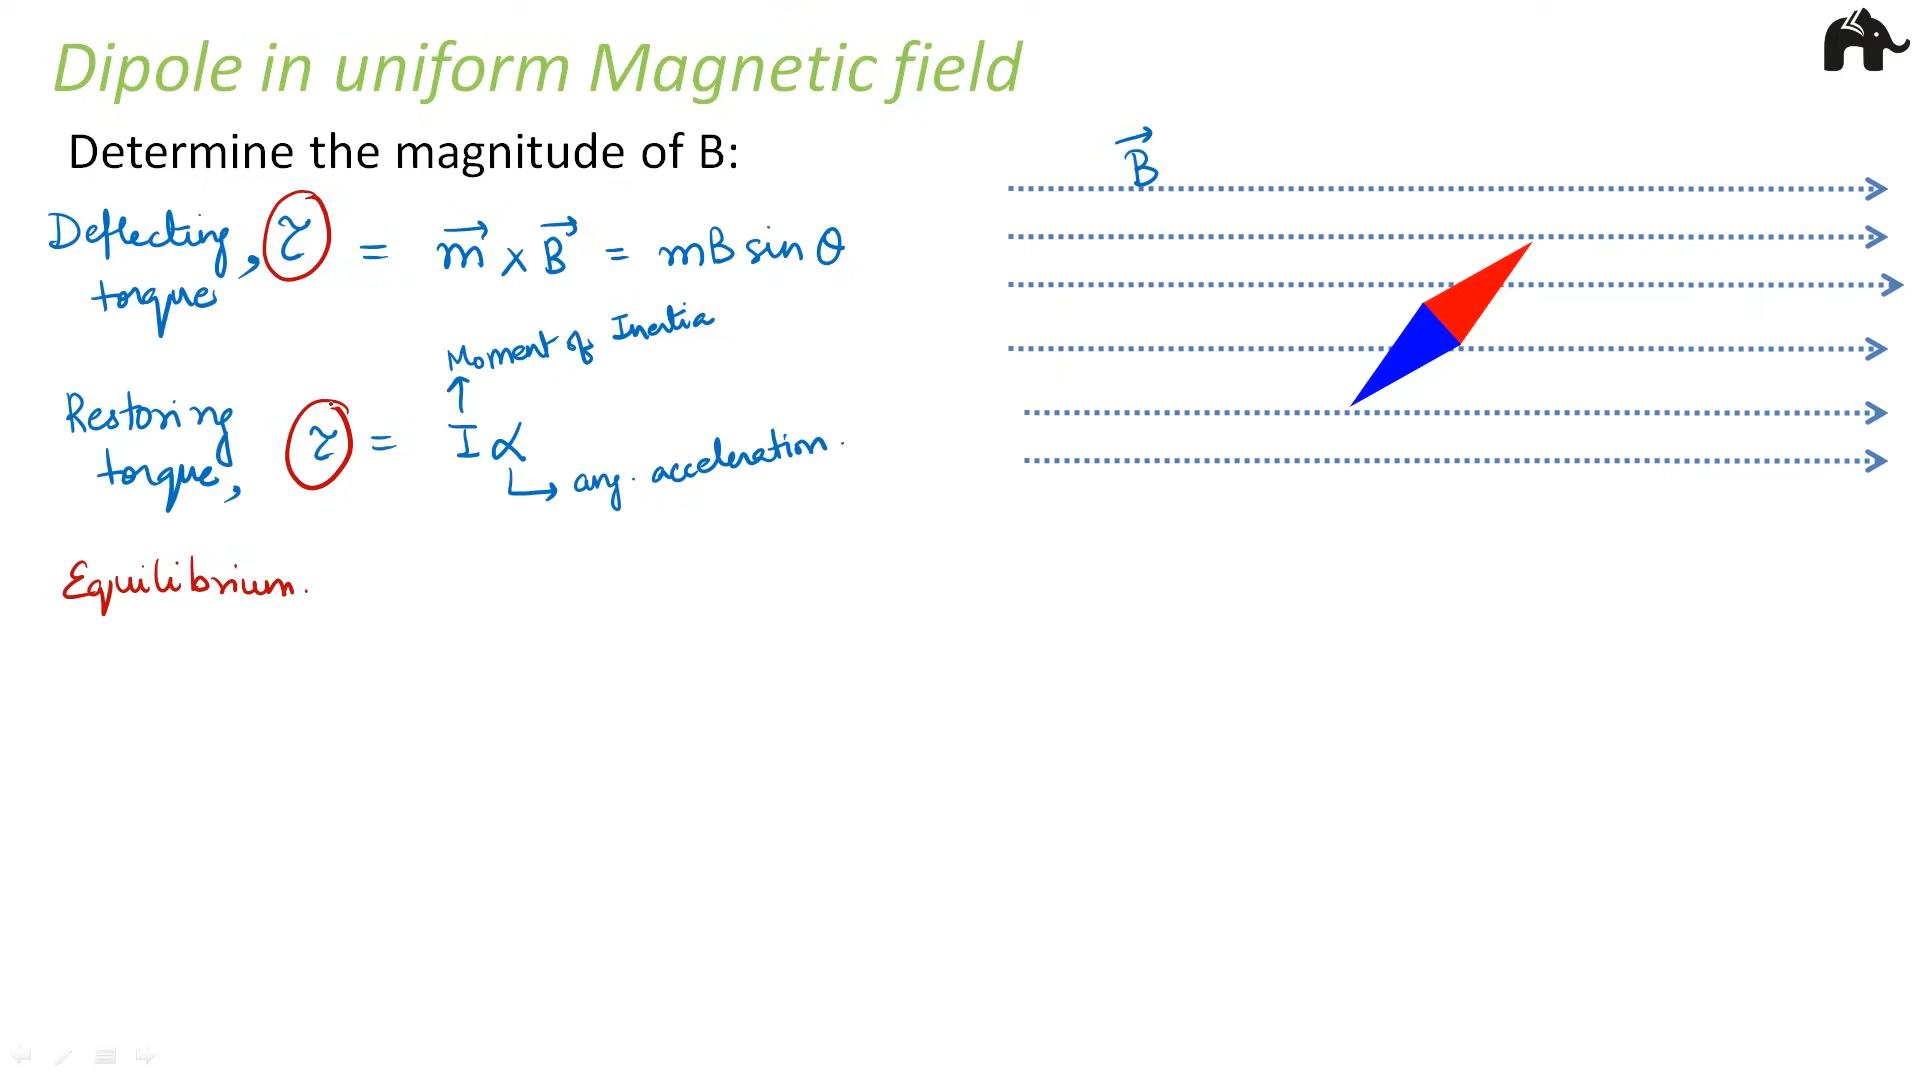 Dipole in uniform Magnetic field
Determine the magnitude of B:
B
Deflecting torque, τ = m × B = mB sin θ
Moment of Inertia
Restoring torque, τ = I α
ang. acceleration.
Equilibrium.